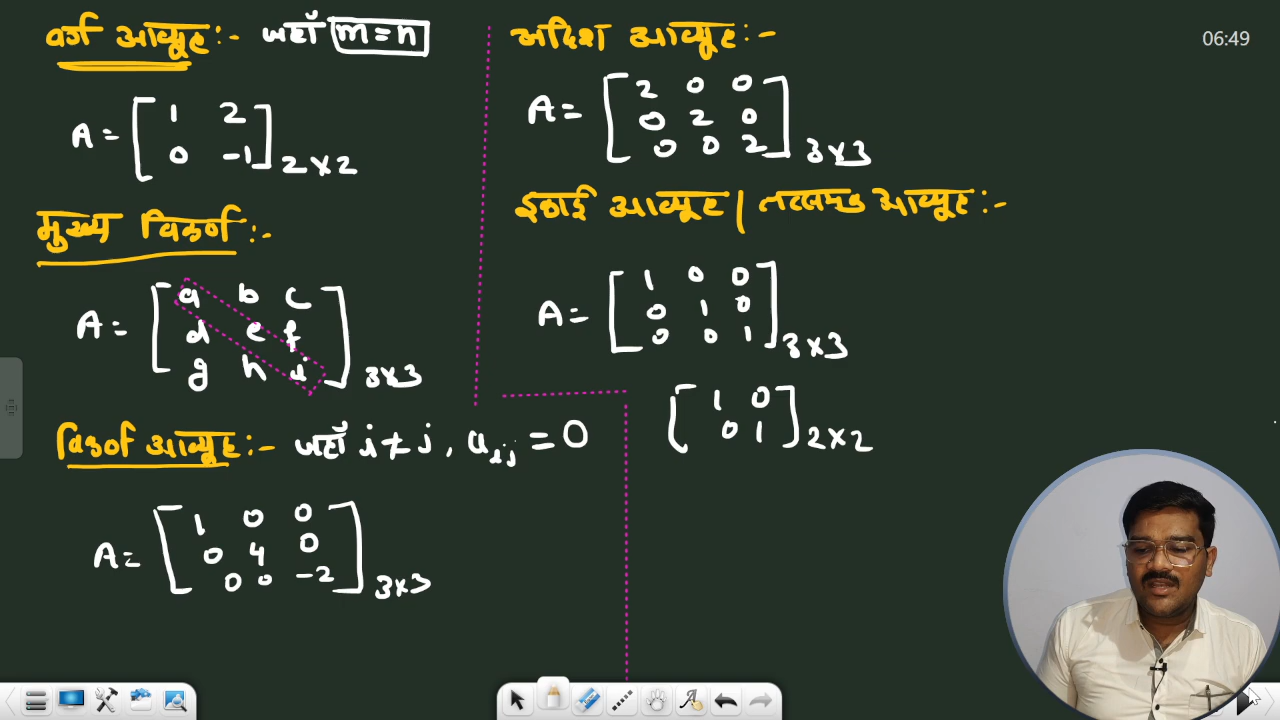 वर्ग आव्यूह :- जहाँ m = n
A = [ 1 2
0 -1 ] 2×2
मुख्य विकर्ण :-
A = [ a b c
d e f
g h i ] 3×3
विकर्ण आव्यूह :- जहाँ i ≠ j , aij = 0
A = [ 1 0 0
0 4 0
0 0 -2 ] 3×3
अदिश आव्यूह :-
A = [ 2 0 0
0 2 0
0 0 2 ] 3×3
इकाई आव्यूह | तत्समक आव्यूह :-
A = [ 1 0 0
0 1 0
0 0 1 ] 3×3
[ 1 0
0 1 ] 2×2
06:49